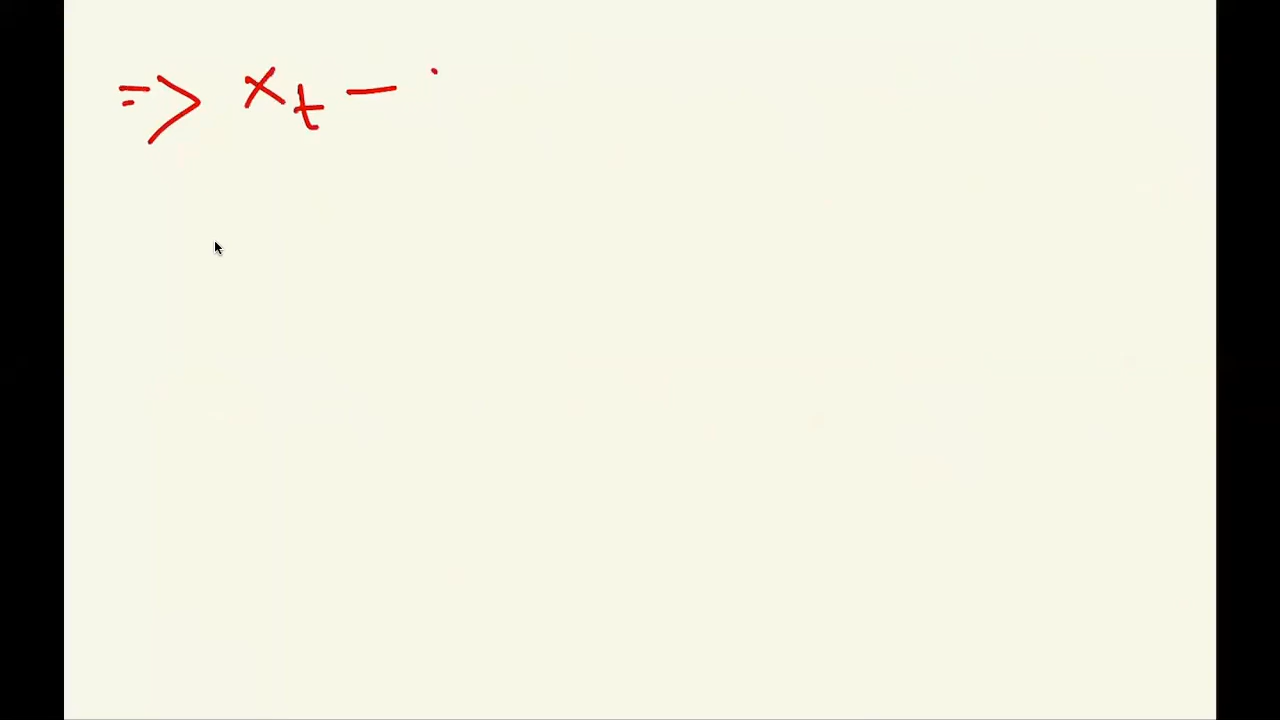 => x_t -